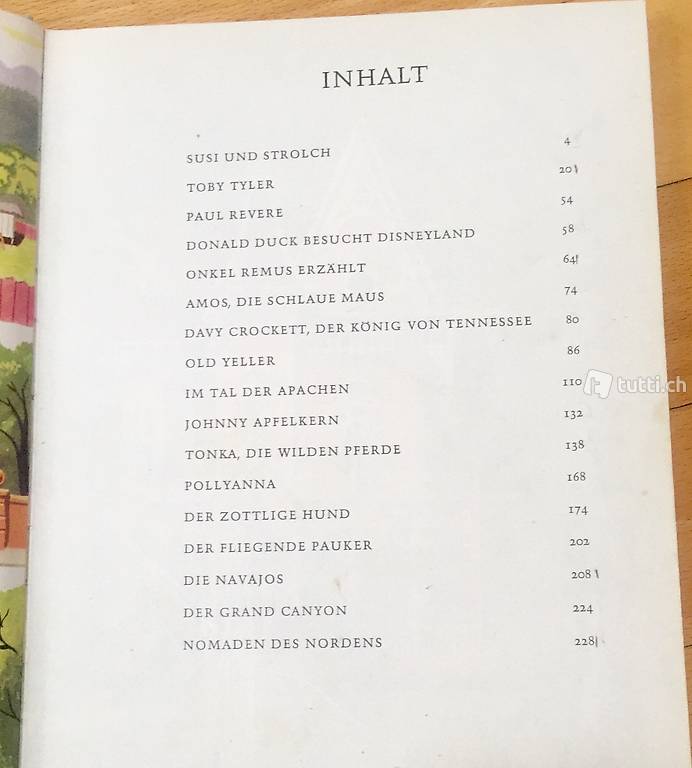 INHALT
SUSI UND STROLCH 4
TOBY TYLER 20
PAUL REVERE 54
DONALD DUCK BESUCHT DISNEYLAND 58
ONKEL REMUS ERZÄHLT 64
AMOS, DIE SCHLAUE MAUS 74
DAVY CROCKETT, DER KÖNIG VON TENNESSEE 80
OLD YELLER 86
IM TAL DER APACHEN 110
JOHNNY APFELKERN 132
TONKA, DIE WILDEN PFERDE 138
POLLYANNA 168
DER ZOTTLIGE HUND 174
DER FLIEGENDE PAUKER 202
DIE NAVAJOS 208
DER GRAND CANYON 224
NOMADEN DES NORDENS 228
tutti.ch